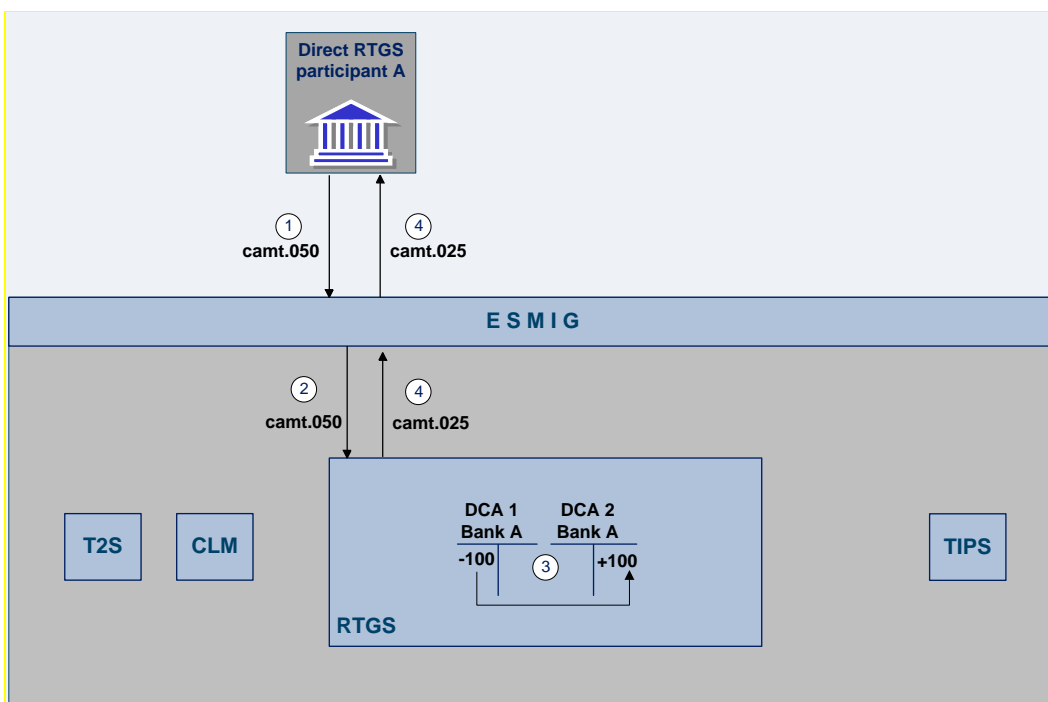 Direct RTGS
participant A
1
camt.050
4
camt.025
E S M I G
2
camt.050
4
camt.025
DCA 1
Bank A
DCA 2
Bank A
-100
3
+100
T2S
CLM
TIPS
RTGS